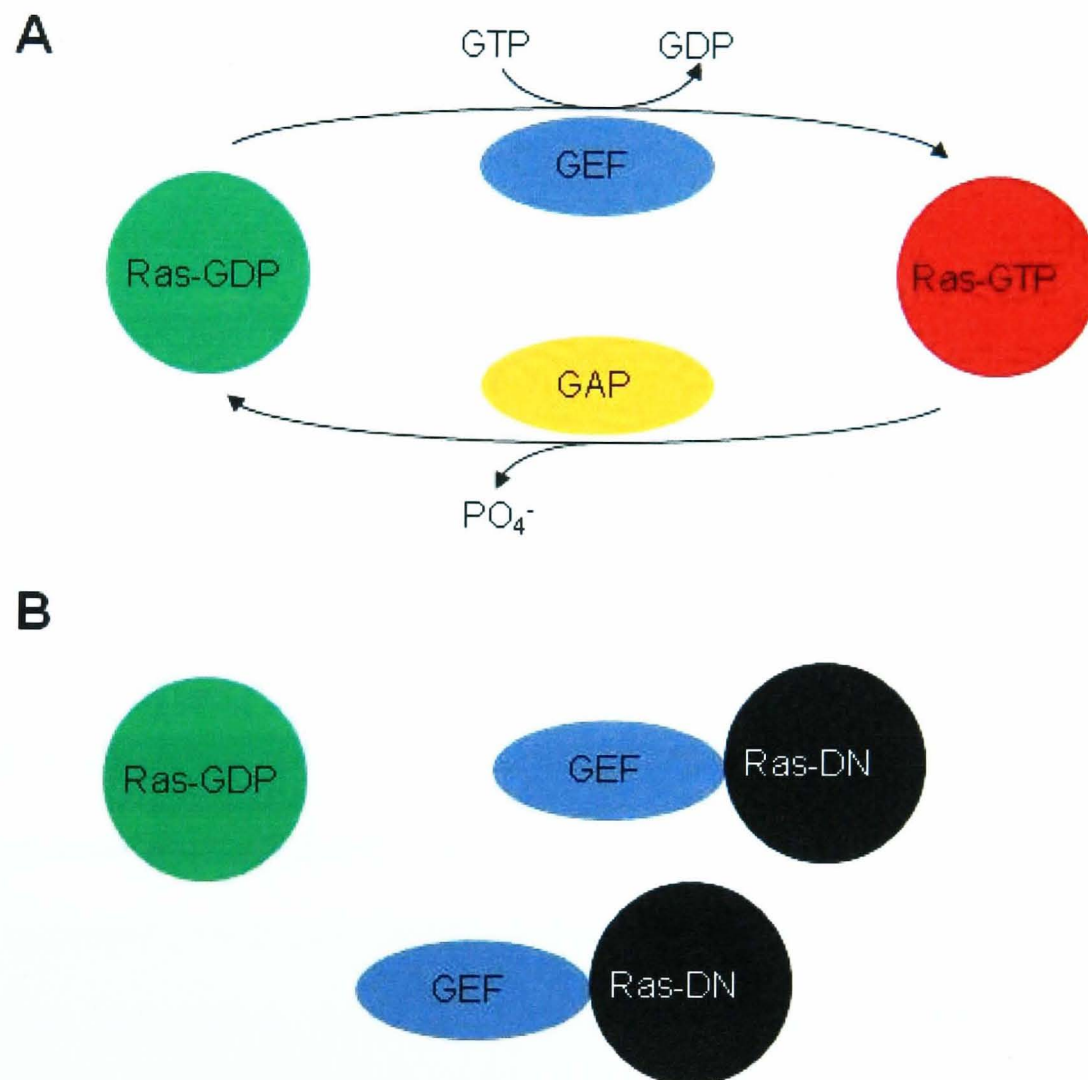 A
GTP GDP
GEF
Ras-GDP Ras-GTP
GAP
PO₄⁻
B
Ras-GDP GEF Ras-DN
GEF Ras-DN